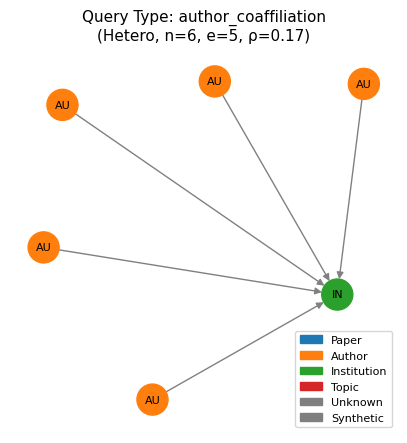 Query Type: author_coaffiliation
(Hetero, n=6, e=5, ρ=0.17)
AU
AU
AU
AU
IN
AU
Paper
Author
Institution
Topic
Unknown
Synthetic